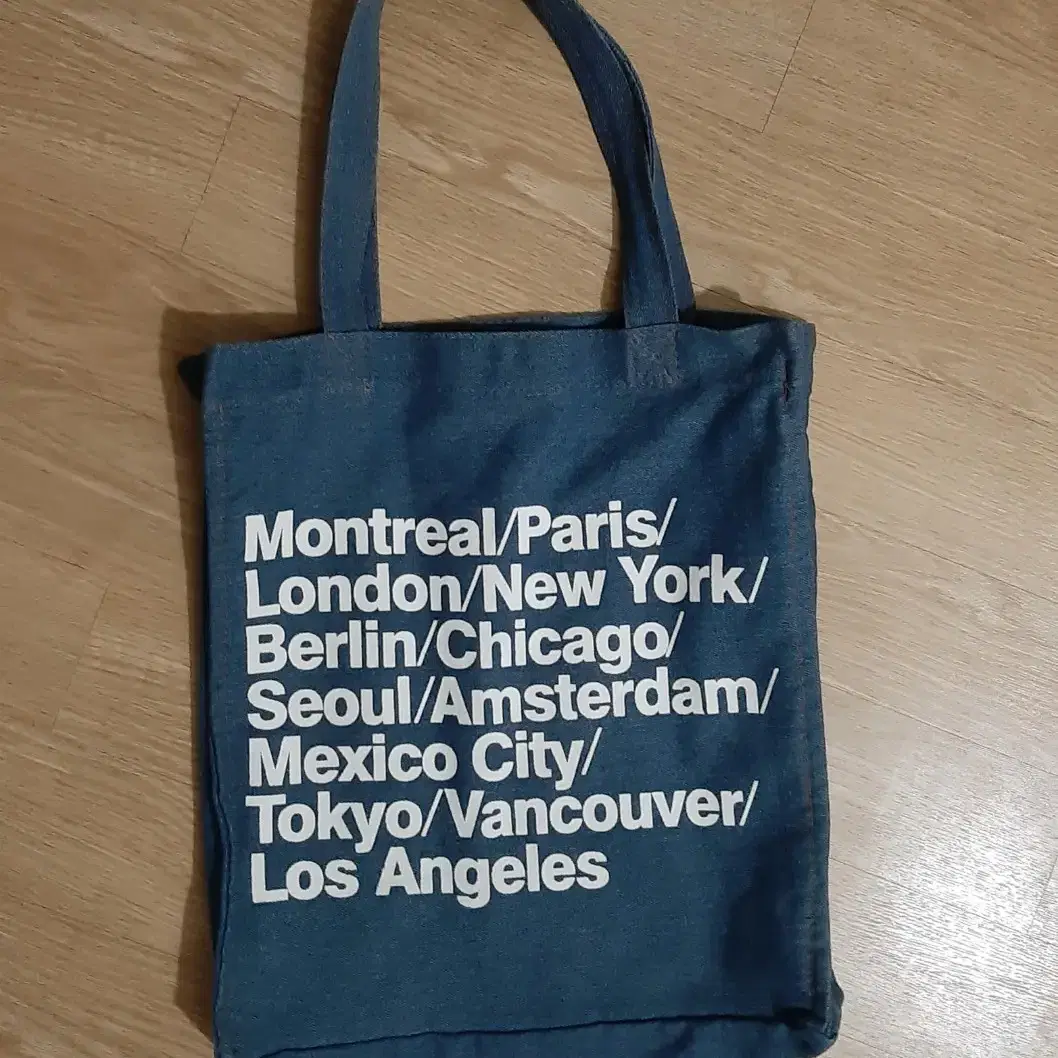 Montreal/Paris/
London/New York/
Berlin/Chicago/
Seoul/Amsterdam/
Mexico City/
Tokyo/Vancouver/
Los Angeles